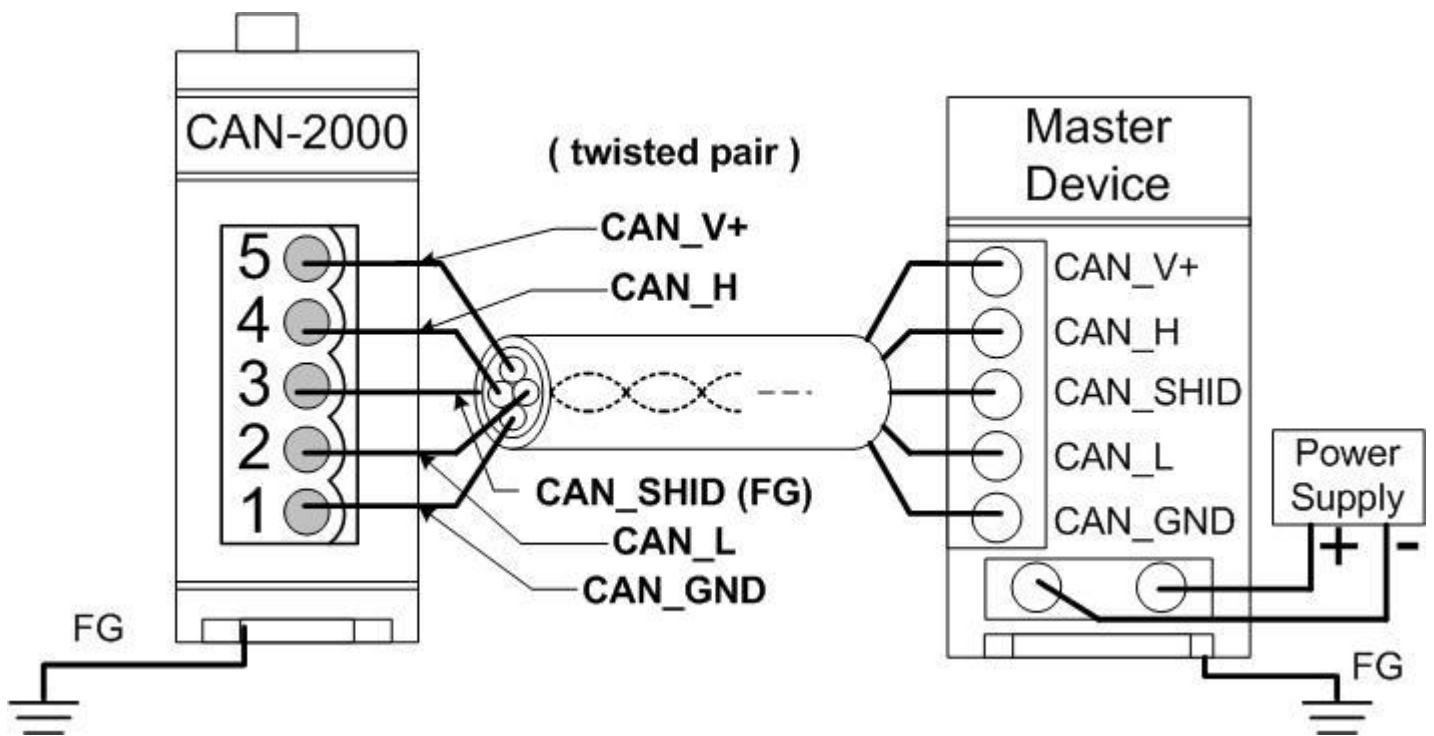 CAN-2000
5
4
3
2
1
FG
( twisted pair )
CAN_V+
CAN_H
CAN_SHID (FG)
CAN_L
CAN_GND
Master
Device
CAN_V+
CAN_H
CAN_SHID
CAN_L
CAN_GND
Power
Supply
+ -
FG